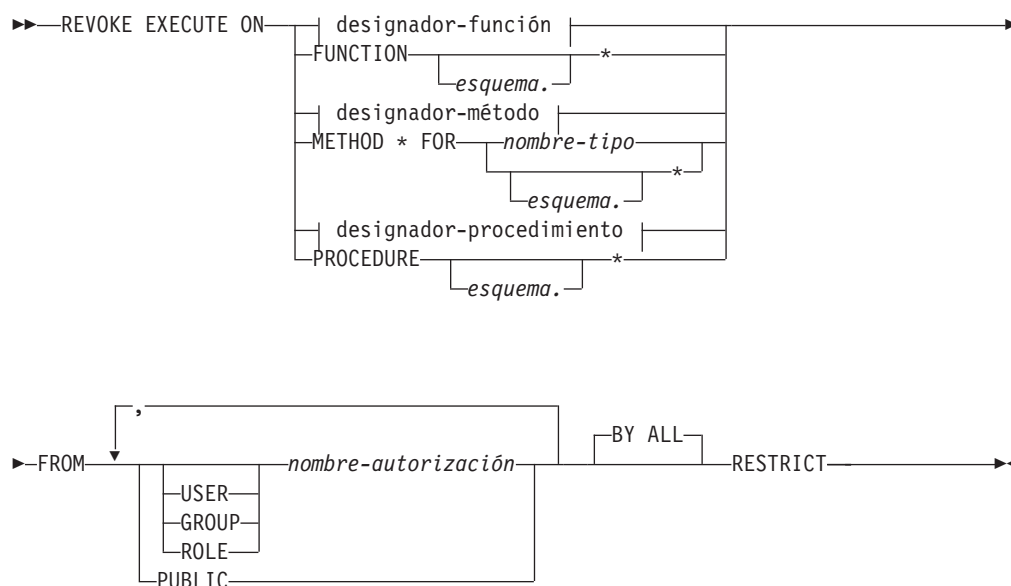 REVOKE EXECUTE ON designador-función
FUNCTION *
esquema.
designador-método
METHOD * FOR nombre-tipo
*
esquema.
designador-procedimiento
PROCEDURE *
esquema.
,
BY ALL
FROM nombre-autorización RESTRICT
USER
GROUP
ROLE
PUBLIC